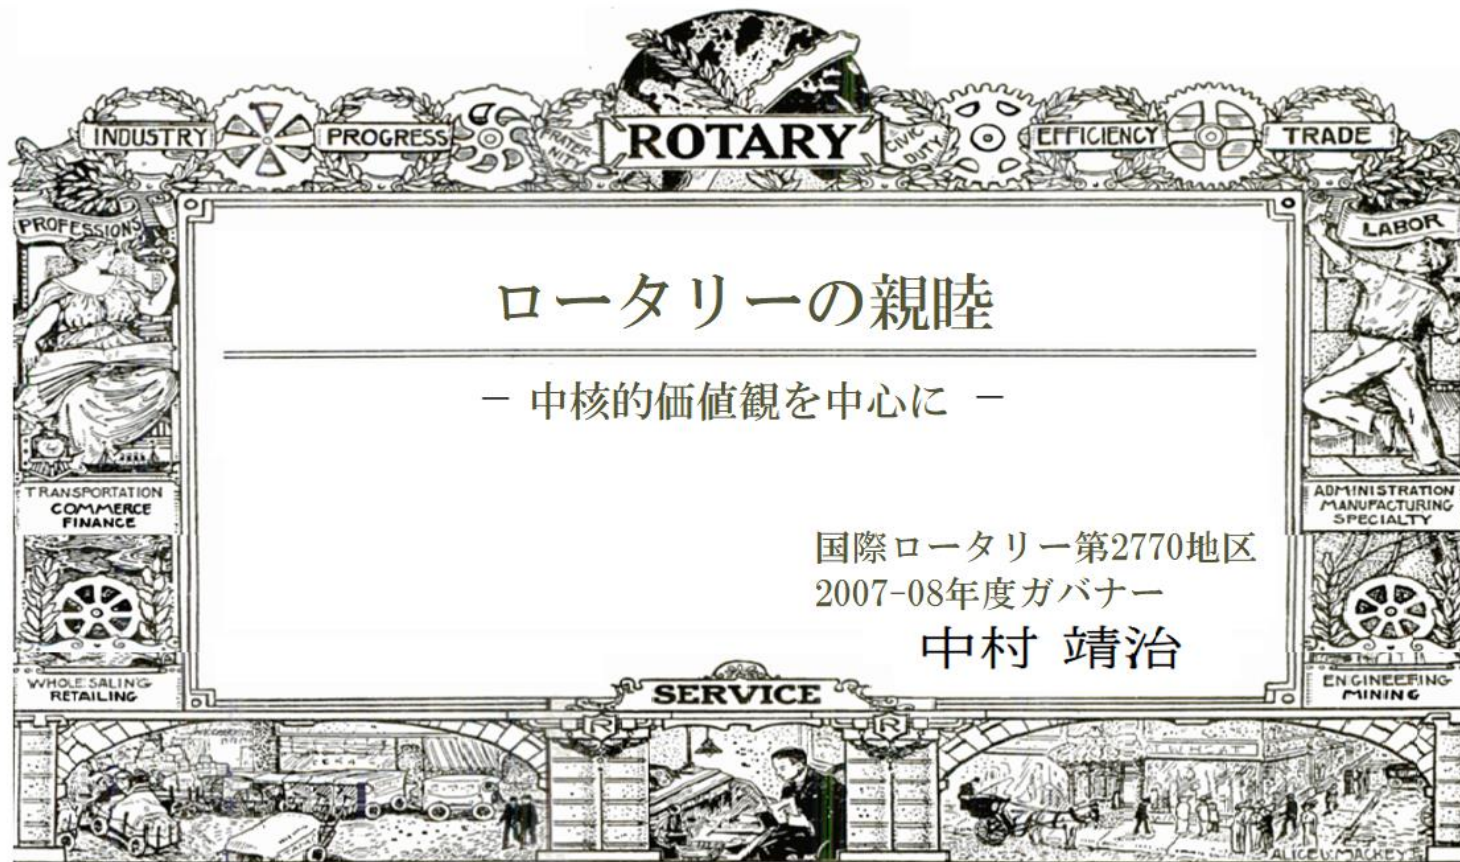 INDUSTRY
PROGRESS
FRATER-
NITY
ROTARY
CIVIC
DUTY
EFFICIENCY
TRADE
PROFESSIONS
LABOR
ロータリーの親睦
－ 中核的価値観を中心に －
TRANSPORTATION
COMMERCE
FINANCE
ADMINISTRATION
MANUFACTURING
SPECIALTY
国際ロータリー第2770地区
2007-08年度ガバナー
中村 靖治
WHOLESALING
RETAILING
ENGINEERING
MINING
SERVICE
R
R